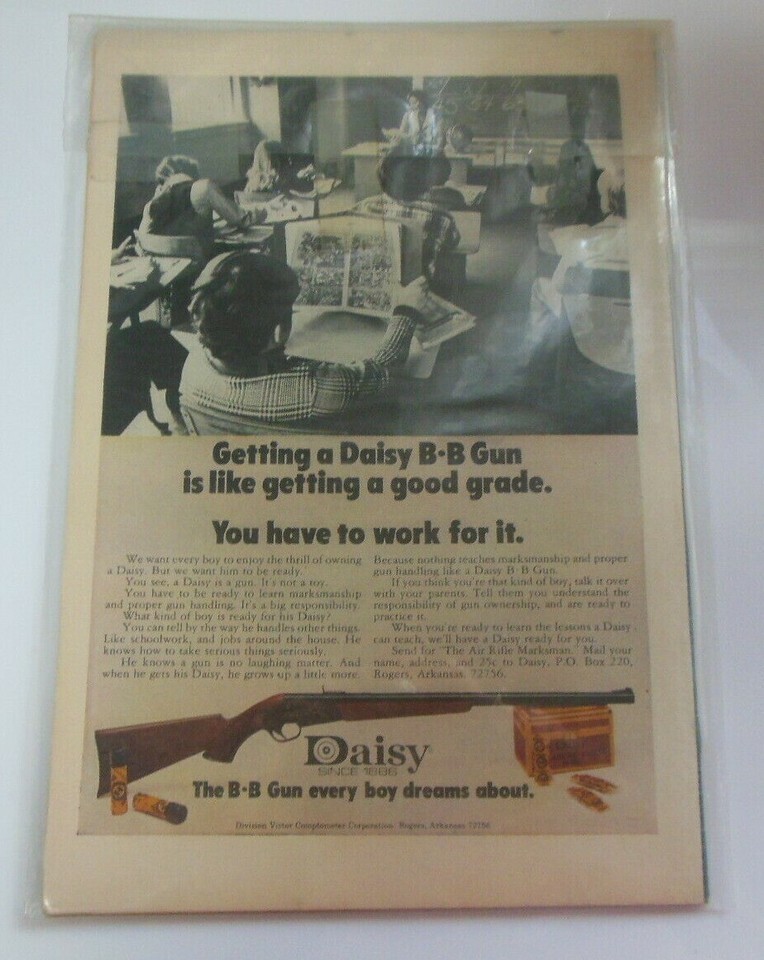 Getting a Daisy B·B Gun
is like getting a good grade.
You have to work for it.
We want every boy to enjoy the thrill of owning
a Daisy. But we want him to be ready.
You see, a Daisy is a gun. It's not a toy.
You have to be ready to learn marksmanship
and proper gun handling. It's a big responsibility.
What kind of boy is ready for his Daisy?
You can tell by the way he handles other things.
Like schoolwork, and jobs around the house. He
knows how to take serious things seriously.
He knows a gun is no laughing matter. And
when he gets his Daisy, he grows up a little more.
Because nothing teaches marksmanship and proper
gun handling like a Daisy B·B Gun.
If you think you're that kind of boy, talk it over
with your parents. Tell them you understand the
responsibility of gun ownership, and are ready to
practice it.
When you're ready to learn the lessons a Daisy
can teach, we'll have a Daisy ready for you.
Send for "The Air Rifle Marksman." Mail your
name, address, and 25¢ to Daisy, P.O. Box 220,
Rogers, Arkansas. 72756.
Daisy
SINCE 1886
The B·B Gun every boy dreams about.
Division Victor Comptometer Corporation. Rogers, Arkansas 72756